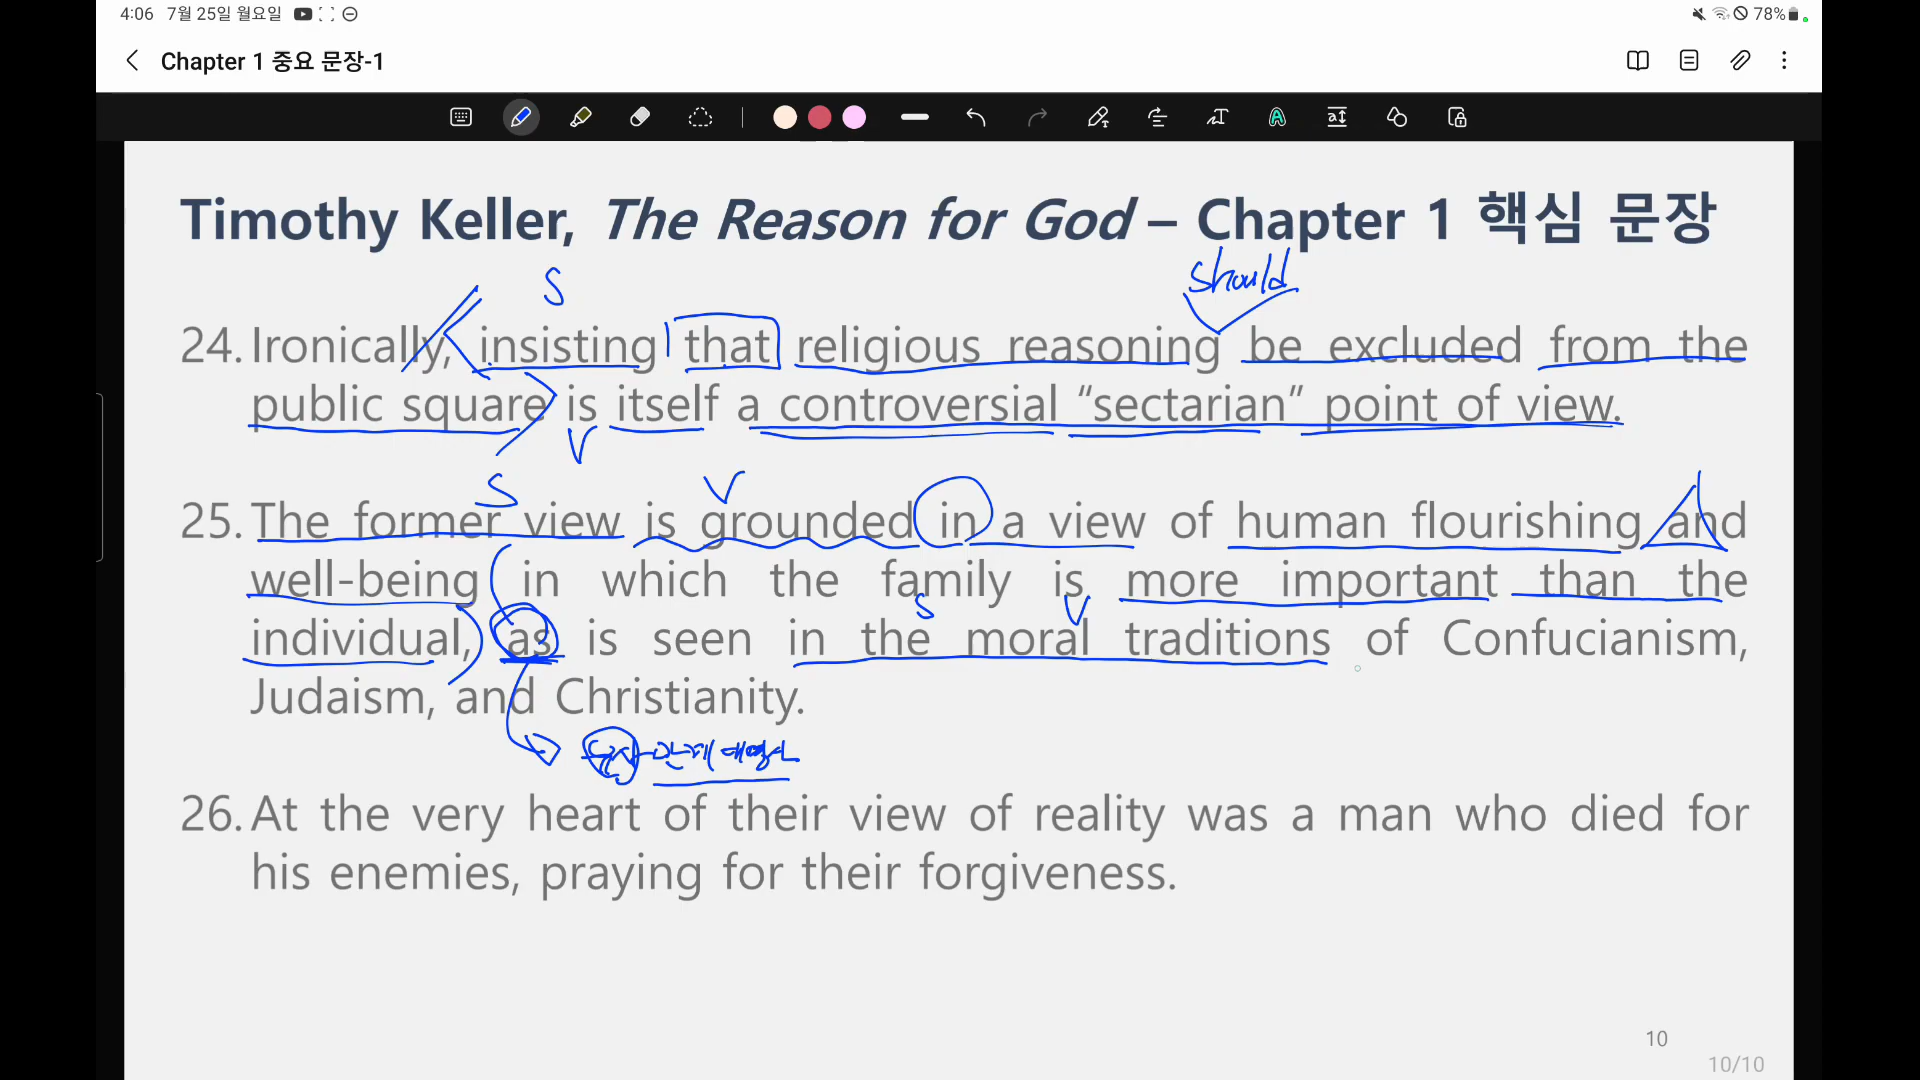 4:06 7월 25일 월요일
78%
Chapter 1 중요 문장-1
Timothy Keller, The Reason for God – Chapter 1 핵심 문장
S
should
24. Ironically, insisting that religious reasoning be excluded from the
public square is itself a controversial “sectarian” point of view.
V
S V
25. The former view is grounded in a view of human flourishing and
well-being in which the family is more important than the
S V
individual, as is seen in the moral traditions of Confucianism,
Judaism, and Christianity.
관계대명사
26. At the very heart of their view of reality was a man who died for
his enemies, praying for their forgiveness.
10
10/10